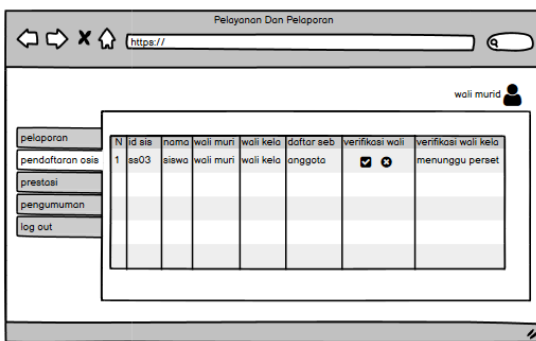 Pelayanan Dan Pelaporan
https://
wali murid
pelaporan
pendaftaran osis
prestasi
pengumuman
log out
N id sis nama wali muri wali kela daftar seb verifikasi wali verifikasi wali kela
1 ss03 siswa wali muri wali kela anggota menunggu perset